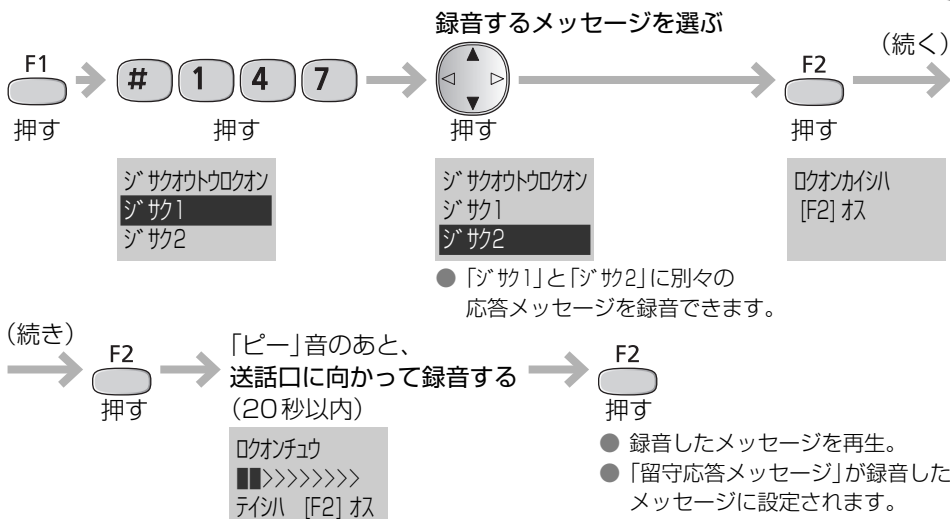 録音するメッセージを選ぶ
(続く)
F1
# 1 4 7
F2
押す
押す
押す
押す
ジサクオウトウロクオン
ジサク1
ジサク2
ジサクオウトウロクオン
ジサク1
ジサク2
ロクオンカイシハ
[F2] オス
● 「ジサク1」と「ジサク2」に別々の
応答メッセージを録音できます。
(続き)
F2
押す
「ピー」音のあと、
送話口に向かって録音する
(20秒以内)
F2
押す
ロクオンチュウ
▮▮>>>>>>>>
テイシハ [F2] オス
● 録音したメッセージを再生。
● 「留守応答メッセージ」が録音した
メッセージに設定されます。